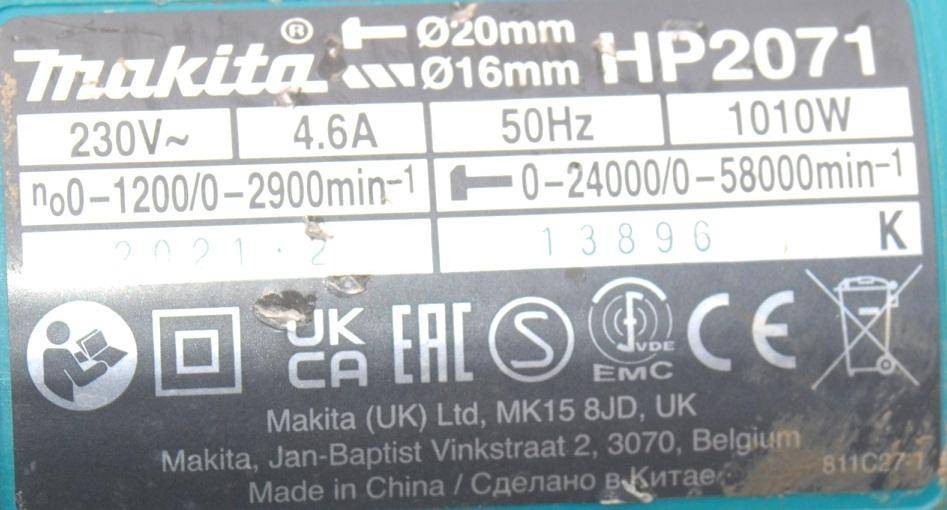 Makita® Ø20mm HP2071
Ø16mm
230V~ 4.6A 50Hz 1010W
n₀0-1200/0-2900min⁻¹ 0-24000/0-58000min⁻¹
2021.2 13896 K
UK
CA EAC S VDE CE
EMC
Makita (UK) Ltd, MK15 8JD, UK
Makita, Jan-Baptist Vinkstraat 2, 3070, Belgium
811C27-1
Made in China / Сделано в Китае